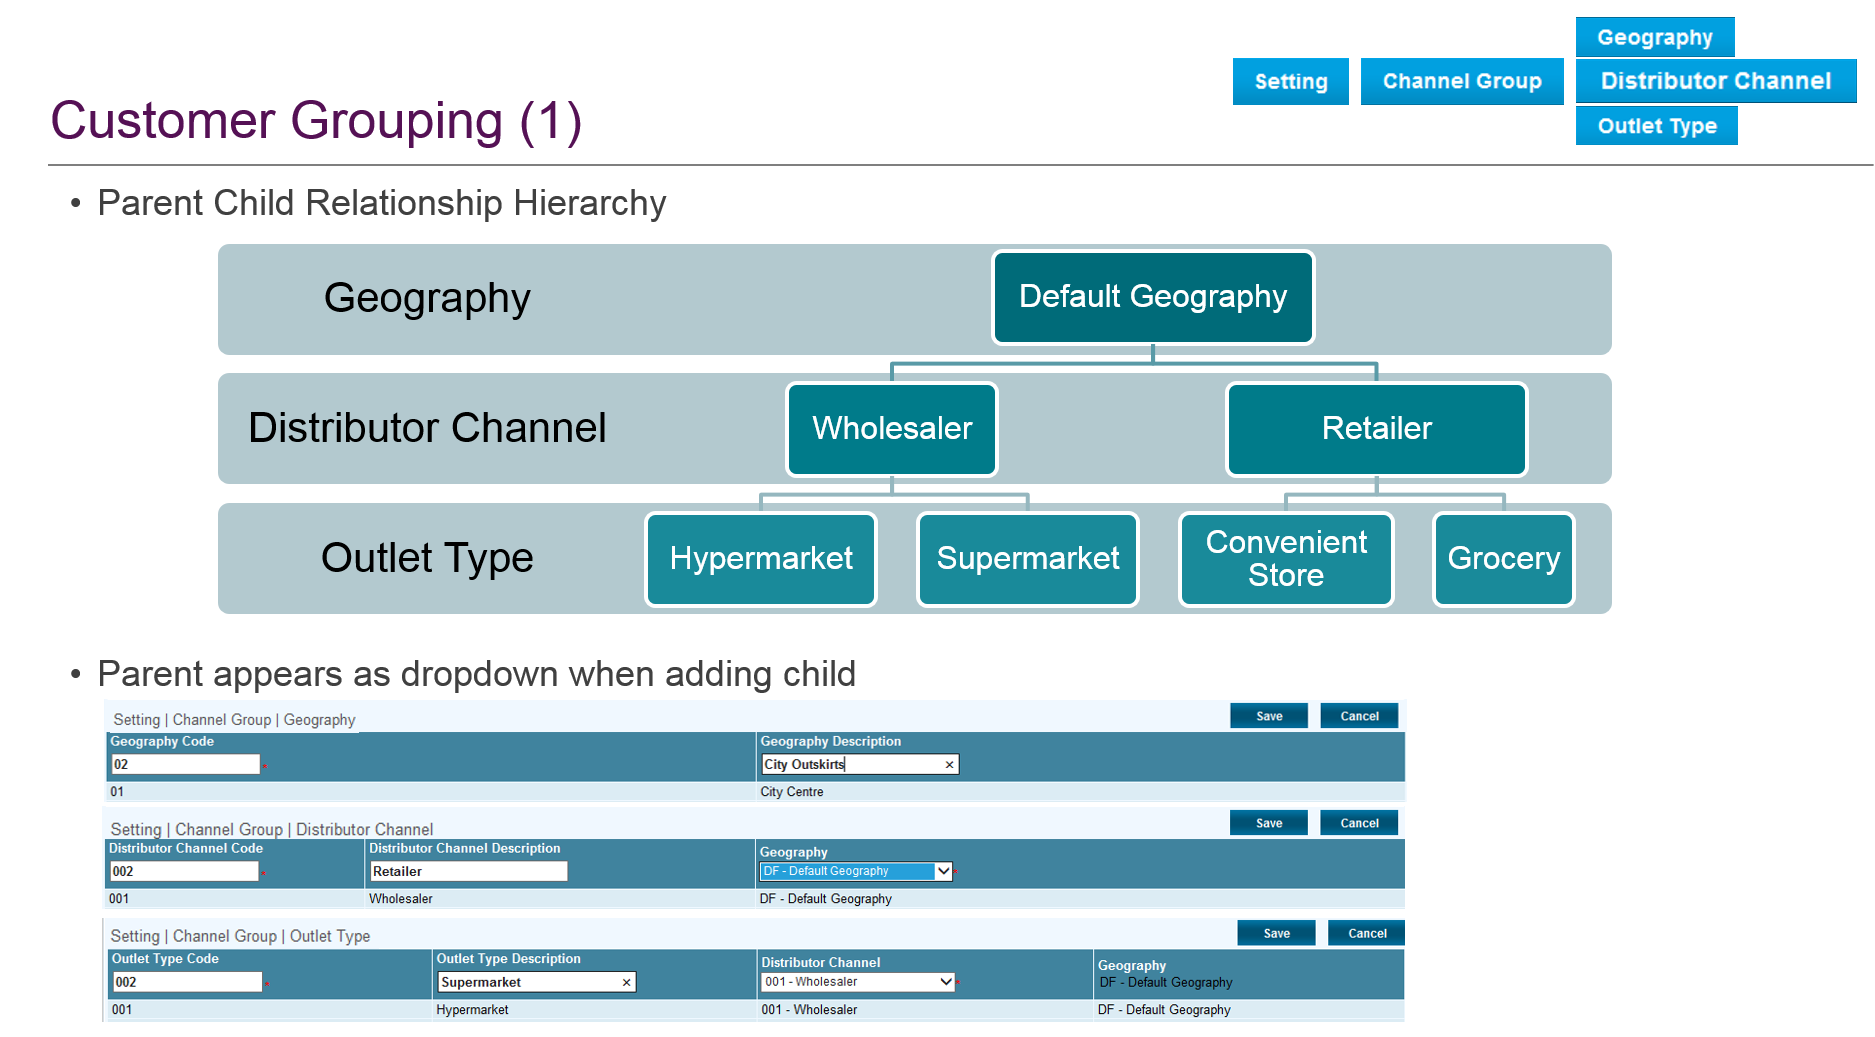 Geography
Setting
Channel Group
Distributor Channel
Outlet Type
Customer Grouping (1)
• Parent Child Relationship Hierarchy
Geography
Default Geography
Distributor Channel
Wholesaler
Retailer
Outlet Type
Hypermarket
Supermarket
Convenient
Store
Grocery
• Parent appears as dropdown when adding child
Setting | Channel Group | Geography
Save
Cancel
Geography Code
Geography Description
02
*
City Outskirts
×
01
City Centre
Setting | Channel Group | Distributor Channel
Save
Cancel
Distributor Channel Code
Distributor Channel Description
Geography
002
*
Retailer
DF - Default Geography
*
001
Wholesaler
DF - Default Geography
Setting | Channel Group | Outlet Type
Save
Cancel
Outlet Type Code
Outlet Type Description
Distributor Channel
Geography
002
*
Supermarket
×
001 - Wholesaler
*
DF - Default Geography
001
Hypermarket
001 - Wholesaler
DF - Default Geography